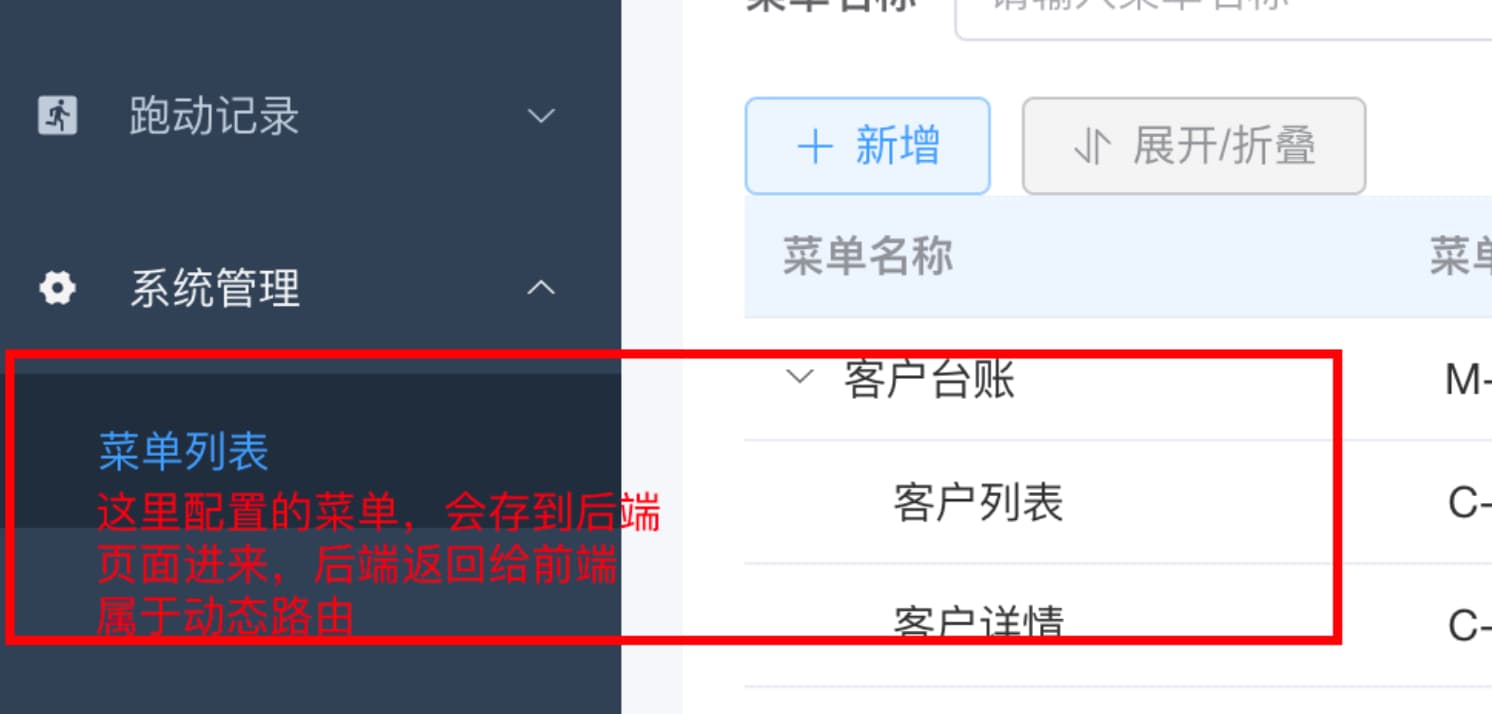 菜单名称
请输入菜单名称
跑动记录
新增
展开/折叠
菜单名称
系统管理
客户台账
M-
菜单列表
这里配置的菜单，会存到后端
页面进来，后端返回给前端
属于动态路由
客户列表
C-
客户详情
C-